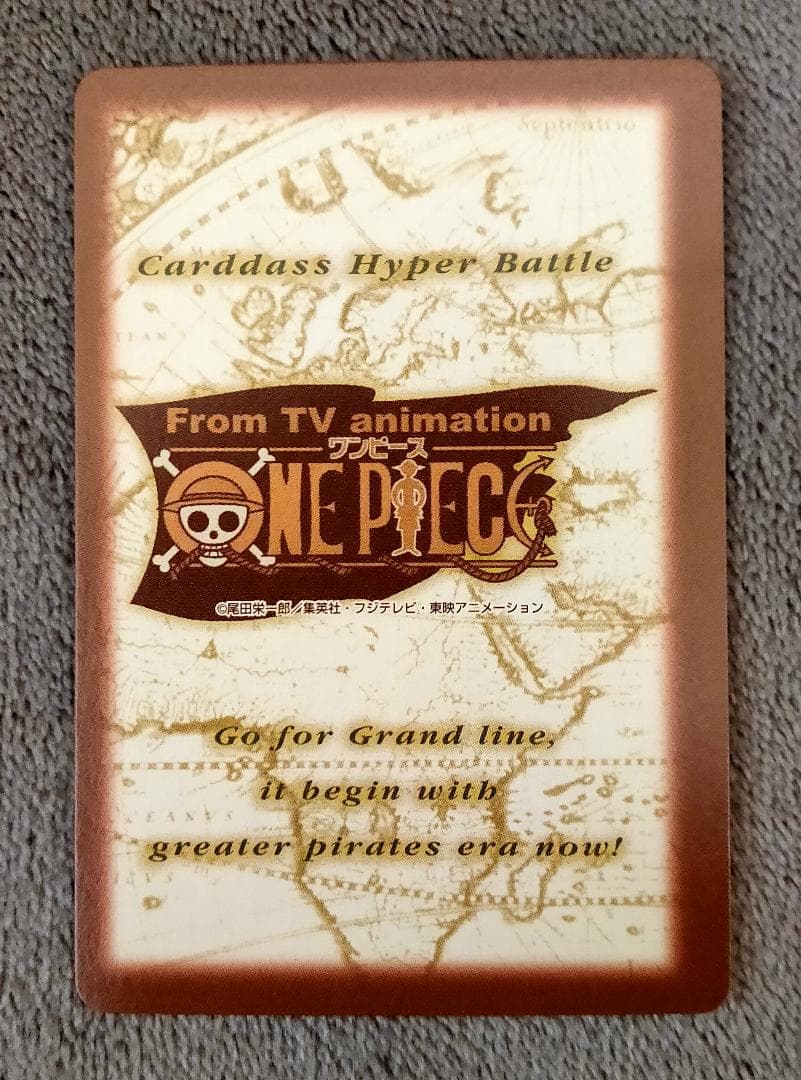 Septentrio
Carddass Hyper Battle
From TV animation
ワンピース
ONE PIECE
©尾田栄一郎/集英社・フジテレビ・東映アニメーション
Go for Grand line,
it begin with
greater pirates era now!